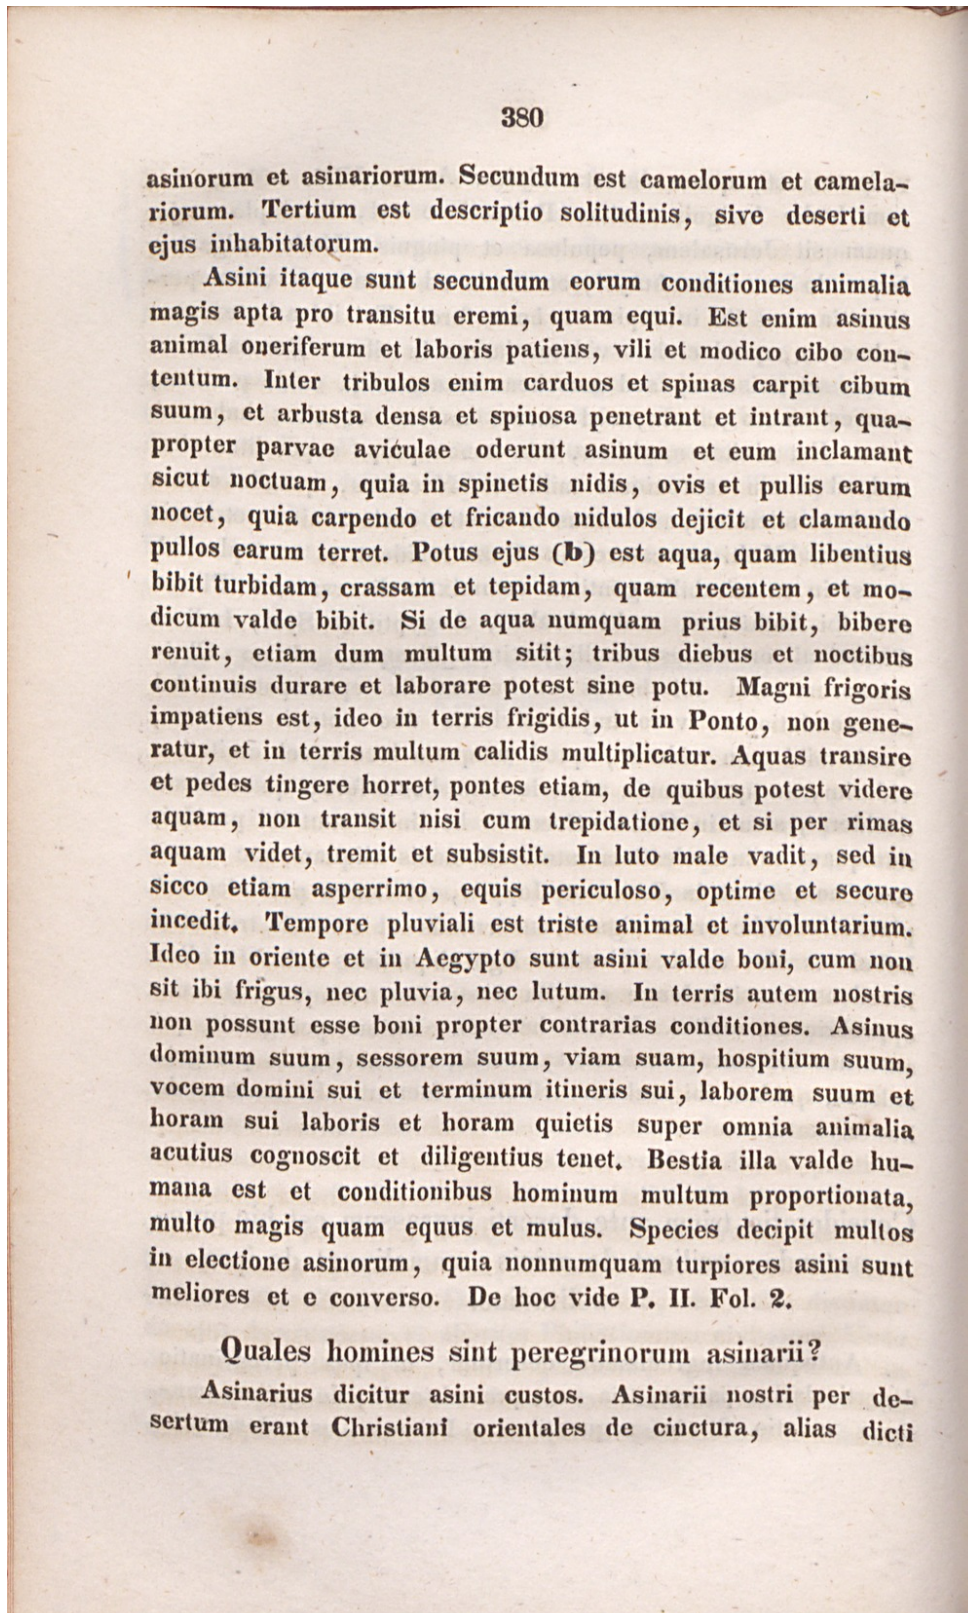 380
asinorum et asinariorum. Secundum est camelorum et camela-
riorum. Tertium est descriptio solitudinis, sive deserti et
ejus inhabitatorum.
Asini itaque sunt secundum eorum conditiones animalia
magis apta pro transitu eremi, quam equi. Est enim asinus
animal oneriferum et laboris patiens, vili et modico cibo con-
tentum. Inter tribulos enim carduos et spinas carpit cibum
suum, et arbusta densa et spinosa penetrant et intrant, qua-
propter parvae aviculae oderunt asinum et eum inclamant
sicut noctuam, quia in spinetis nidis, ovis et pullis earum
nocet, quia carpendo et fricando nidulos dejicit et clamando
pullos earum terret. Potus ejus (b) est aqua, quam libentius
bibit turbidam, crassam et tepidam, quam recentem, et mo-
dicum valde bibit. Si de aqua numquam prius bibit, bibere
renuit, etiam dum multum sitit; tribus diebus et noctibus
continuis durare et laborare potest sine potu. Magni frigoris
impatiens est, ideo in terris frigidis, ut in Ponto, non gene-
ratur, et in terris multum calidis multiplicatur. Aquas transire
et pedes tingere horret, pontes etiam, de quibus potest videre
aquam, non transit nisi cum trepidatione, et si per rimas
aquam videt, tremit et subsistit. In luto male vadit, sed in
sicco etiam asperrimo, equis periculoso, optime et secure
incedit. Tempore pluviali est triste animal et involuntarium.
Ideo in oriente et in Aegypto sunt asini valde boni, cum non
sit ibi frigus, nec pluvia, nec lutum. In terris autem nostris
non possunt esse boni propter contrarias conditiones. Asinus
dominum suum, sessorem suum, viam suam, hospitium suum,
vocem domini sui et terminum itineris sui, laborem suum et
horam sui laboris et horam quietis super omnia animalia
acutius cognoscit et diligentius tenet. Bestia illa valde hu-
mana est et conditionibus hominum multum proportionata,
multo magis quam equus et mulus. Species decipit multos
in electione asinorum, quia nonnumquam turpiores asini sunt
meliores et e converso. De hoc vide P. II. Fol. 2.
Quales homines sint peregrinorum asinarii?
Asinarius dicitur asini custos. Asinarii nostri per de-
sertum erant Christiani orientales de cinctura, alias dicti